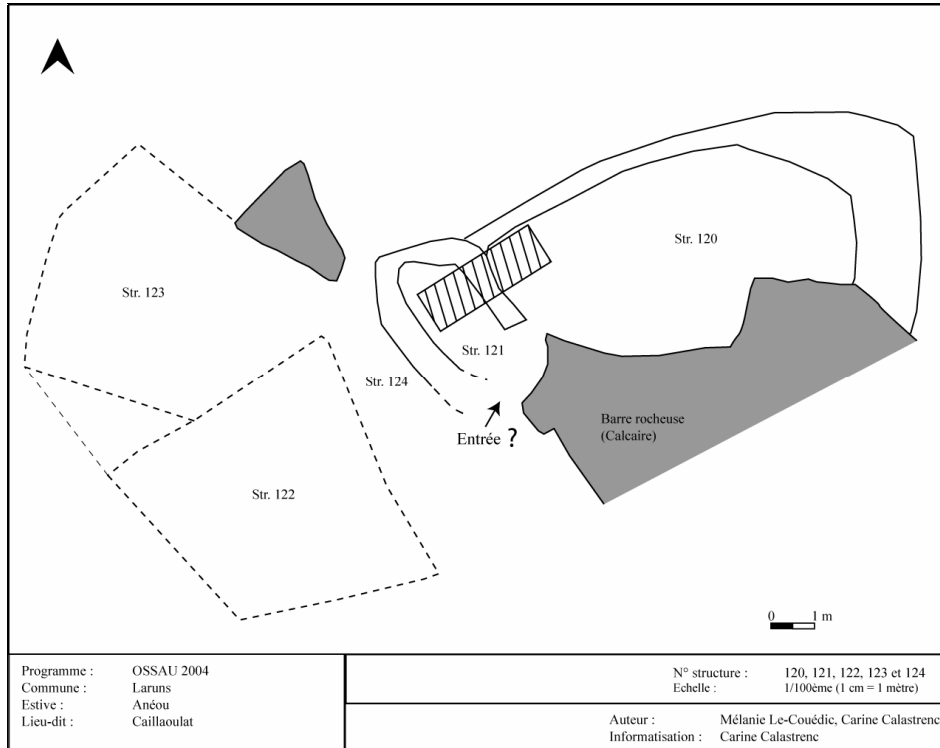 Str. 120
Str. 123
Str. 121
Str. 124
Barre rocheuse
(Calcaire)
Entrée ?
Str. 122
0 1 m
Programme : OSSAU 2004
Commune : Laruns
Estive : Anéou
Lieu-dit : Caillaoulat
N° structure : 120, 121, 122, 123 et 124
Echelle : 1/100ème (1 cm = 1 mètre)
Auteur : Mélanie Le-Couédic, Carine Calastrenc
Informatisation : Carine Calastrenc